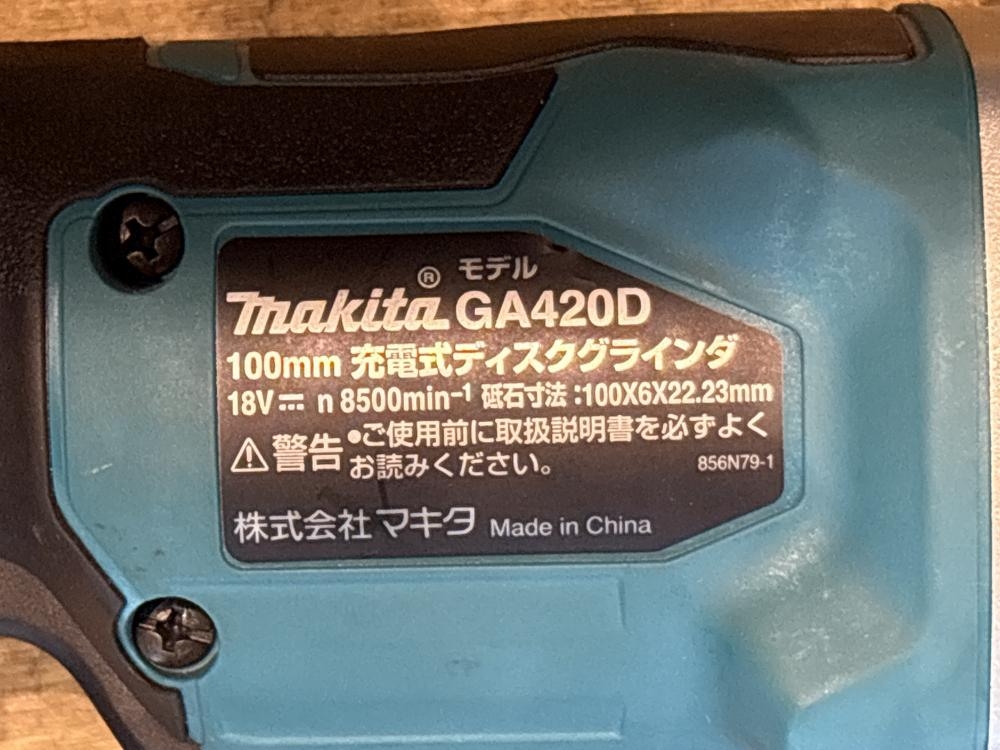 モデル
makita® GA420D
100mm 充電式ディスクグラインダ
18V⎓ n 8500min⁻¹ 砥石寸法:100X6X22.23mm
⚠警告 •ご使用前に取扱説明書を必ずよく
お読みください。
856N79-1
株式会社 マキタ Made in China